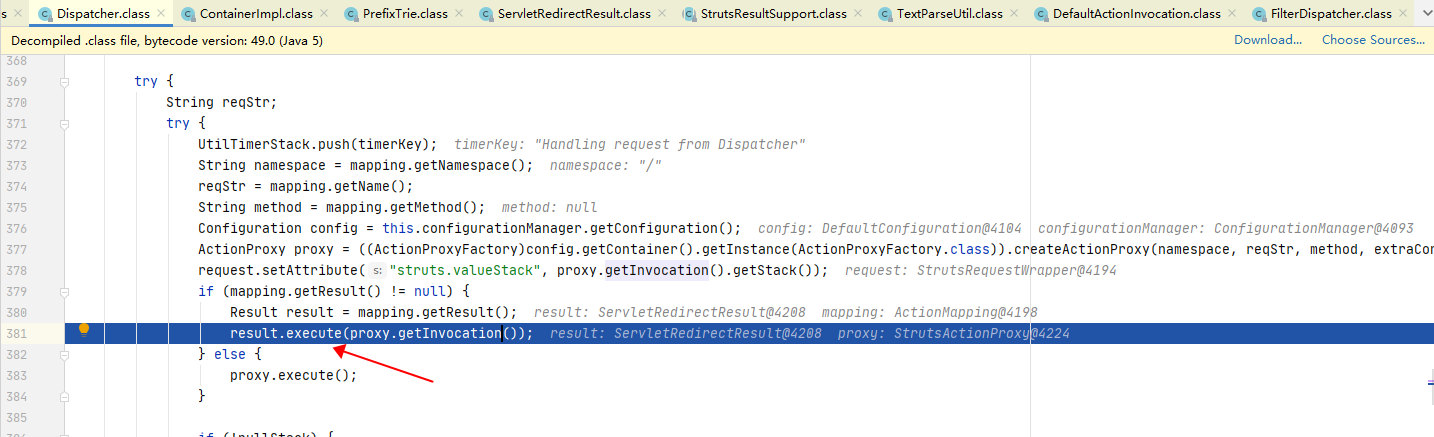 s Dispatcher.class ContainerImpl.class PrefixTrie.class ServletRedirectResult.class StrutsResultSupport.class TextParseUtil.class DefaultActionInvocation.class FilterDispatcher.class
Decompiled .class file, bytecode version: 49.0 (Java 5) Download... Choose Sources...
368
369 try {
370 String reqStr;
371 try {
372 UtilTimerStack.push(timerKey); timerKey: "Handling request from Dispatcher"
373 String namespace = mapping.getNamespace(); namespace: "/"
374 reqStr = mapping.getName();
375 String method = mapping.getMethod(); method: null
376 Configuration config = this.configurationManager.getConfiguration(); config: DefaultConfiguration@4104 configurationManager: ConfigurationManager@4093
377 ActionProxy proxy = ((ActionProxyFactory)config.getContainer().getInstance(ActionProxyFactory.class)).createActionProxy(namespace, reqStr, method, extraCon
378 request.setAttribute( s: "struts.valueStack", proxy.getInvocation().getStack()); request: StrutsRequestWrapper@4194
379 if (mapping.getResult() != null) {
380 Result result = mapping.getResult(); result: ServletRedirectResult@4208 mapping: ActionMapping@4198
381 result.execute(proxy.getInvocation()); result: ServletRedirectResult@4208 proxy: StrutsActionProxy@4224
382 } else {
383 proxy.execute();
384 }
385
if (!nullStack) {